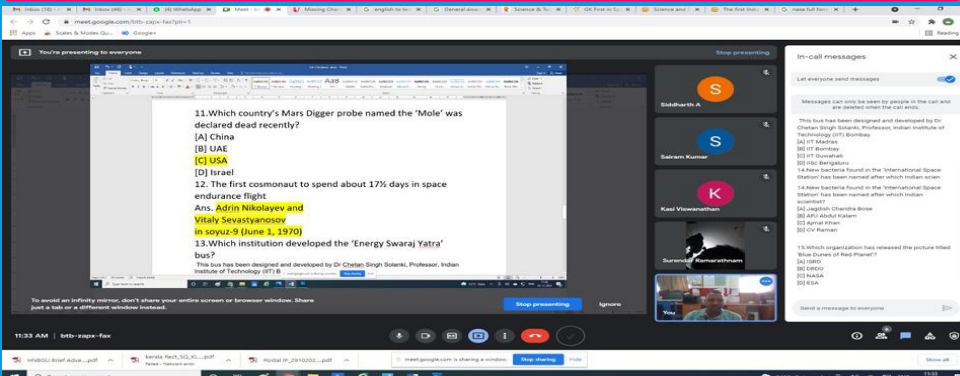 meet.google.com/btb-zapx-fax?pli=1
Apps
Google
Reading
You're presenting to everyone
Stop presenting
11.Which country's Mars Digger probe named the 'Mole' was
declared dead recently?
[A] China
[B] UAE
[C] USA
[D] Israel
12. The first cosmonaut to spend about 17½ days in space
endurance flight
Ans. Adrin Nikolayev and
Vitaly Sevastyanosov
in soyuz-9 (June 1, 1970)
13.Which institution developed the 'Energy Swaraj Yatra'
bus?
This bus has been designed and developed by Dr Chetan Singh Solanki, Professor, Indian
Institute of Technology (IIT) B
To avoid an infinity mirror, don't share your entire screen or browser window. Share
just a tab or a different window instead.
Stop presenting
Ignore
Siddharth A
Sairam Kumar
Kasi Viswanathan
Surendar Ramarathnam
You
In-call messages
Let everyone send messages
Messages can only be seen by people in the call and
are deleted when the call ends.
This bus has been designed and developed by Dr
Chetan Singh Solanki, Professor, Indian Institute of
Technology (IIT) Bombay
[A] IIT Madras
[B] IIT Bombay
[C] IIT Guwahati
[D] IISc Bengaluru
14.New bacteria found in the 'International Space
Station' has been named after which Indian scien
14.New bacteria found in the 'International Space
Station' has been named after which Indian
scientist?
[A] Jagdish Chandra Bose
[B] APJ Abdul Kalam
[C] Ajmal Khan
[D] CV Raman
15.Which organization has released the picture titled
'Blue Dunes of Red Planet'?
[A] ISRO
[B] DRDO
[C] NASA
[D] ESA
Send a message to everyone
11:33 AM | btb-zapx-fax
meet.google.com is sharing a window.
Stop sharing
Hide
Show all